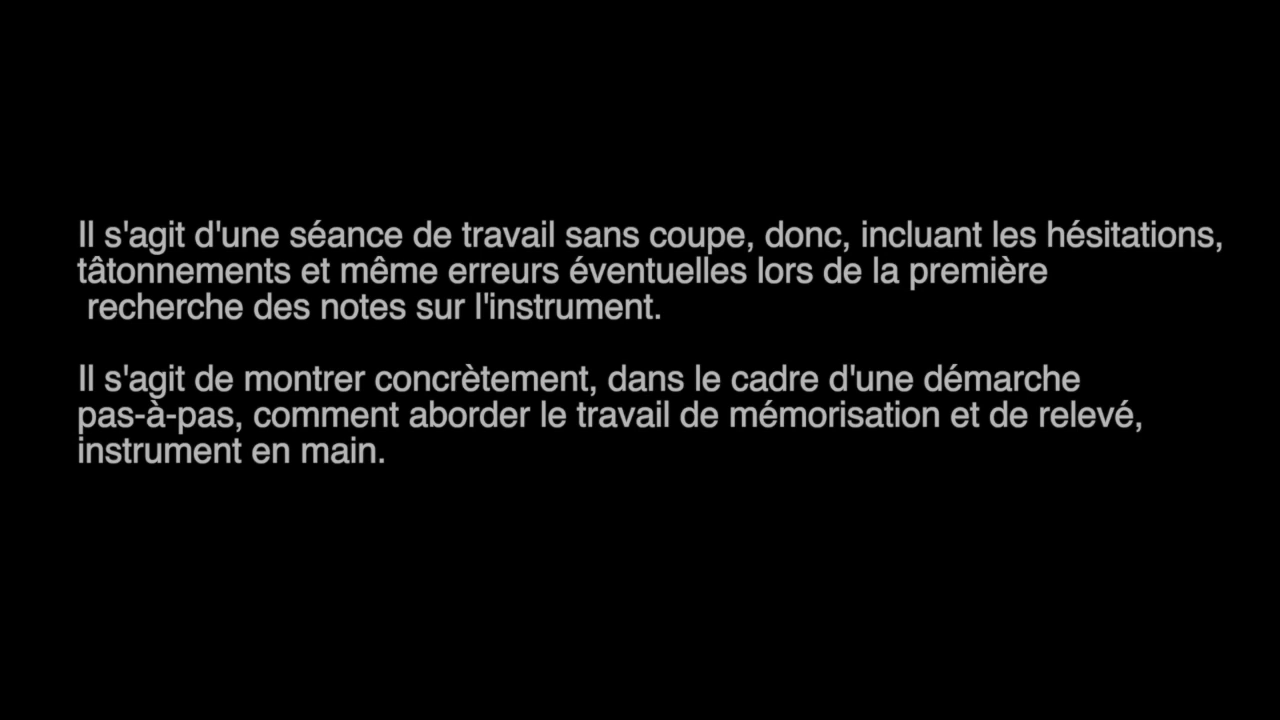 Il s'agit d'une séance de travail sans coupe, donc, incluant les hésitations,
tâtonnements et même erreurs éventuelles lors de la première
recherche des notes sur l'instrument.
Il s'agit de montrer concrètement, dans le cadre d'une démarche
pas-à-pas, comment aborder le travail de mémorisation et de relevé,
instrument en main.